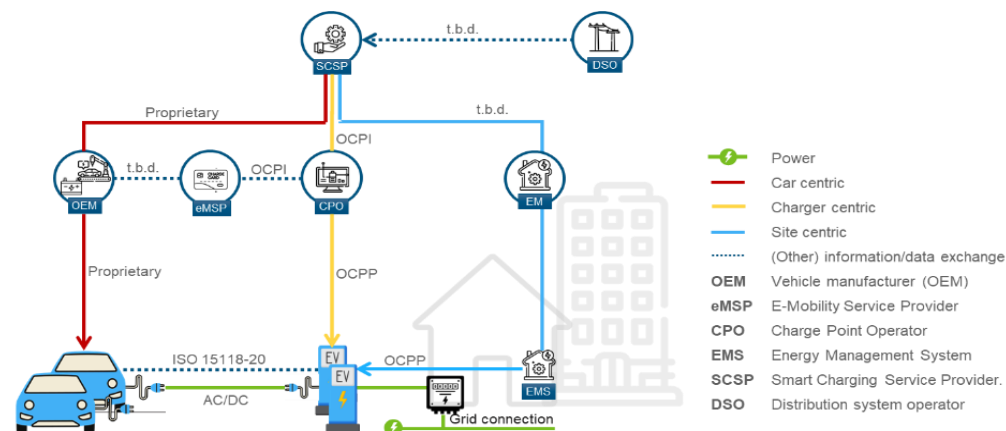 t.b.d.
SCSP
DSO
Proprietary
t.b.d.
OCPI
t.b.d.
OCPI
OEM
eMSP
CPO
EM
Proprietary
OCPP
ISO 15118-20
EV
EV
OCPP
AC/DC
EMS
Grid connection
Power
Car centric
Charger centric
Site centric
(Other) information/data exchange
OEM Vehicle manufacturer (OEM)
eMSP E-Mobility Service Provider
CPO Charge Point Operator
EMS Energy Management System
SCSP Smart Charging Service Provider.
DSO Distribution system operator